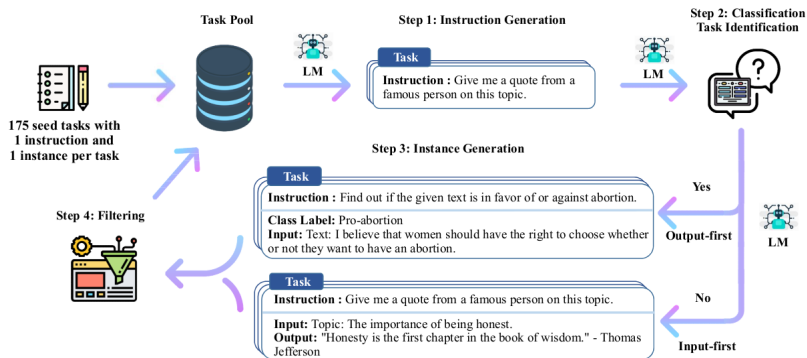 Task Pool
Step 1: Instruction Generation
Step 2: Classification
Task Identification
LM
Task
Instruction : Give me a quote from a
famous person on this topic.
LM
175 seed tasks with
1 instruction and
1 instance per task
Step 3: Instance Generation
Task
Instruction : Find out if the given text is in favor of or against abortion.
Class Label: Pro-abortion
Input: Text: I believe that women should have the right to choose whether
or not they want to have an abortion.
Yes
Output-first
LM
Step 4: Filtering
Task
Instruction : Give me a quote from a famous person on this topic.
Input: Topic: The importance of being honest.
Output: "Honesty is the first chapter in the book of wisdom." - Thomas
Jefferson
No
Input-first